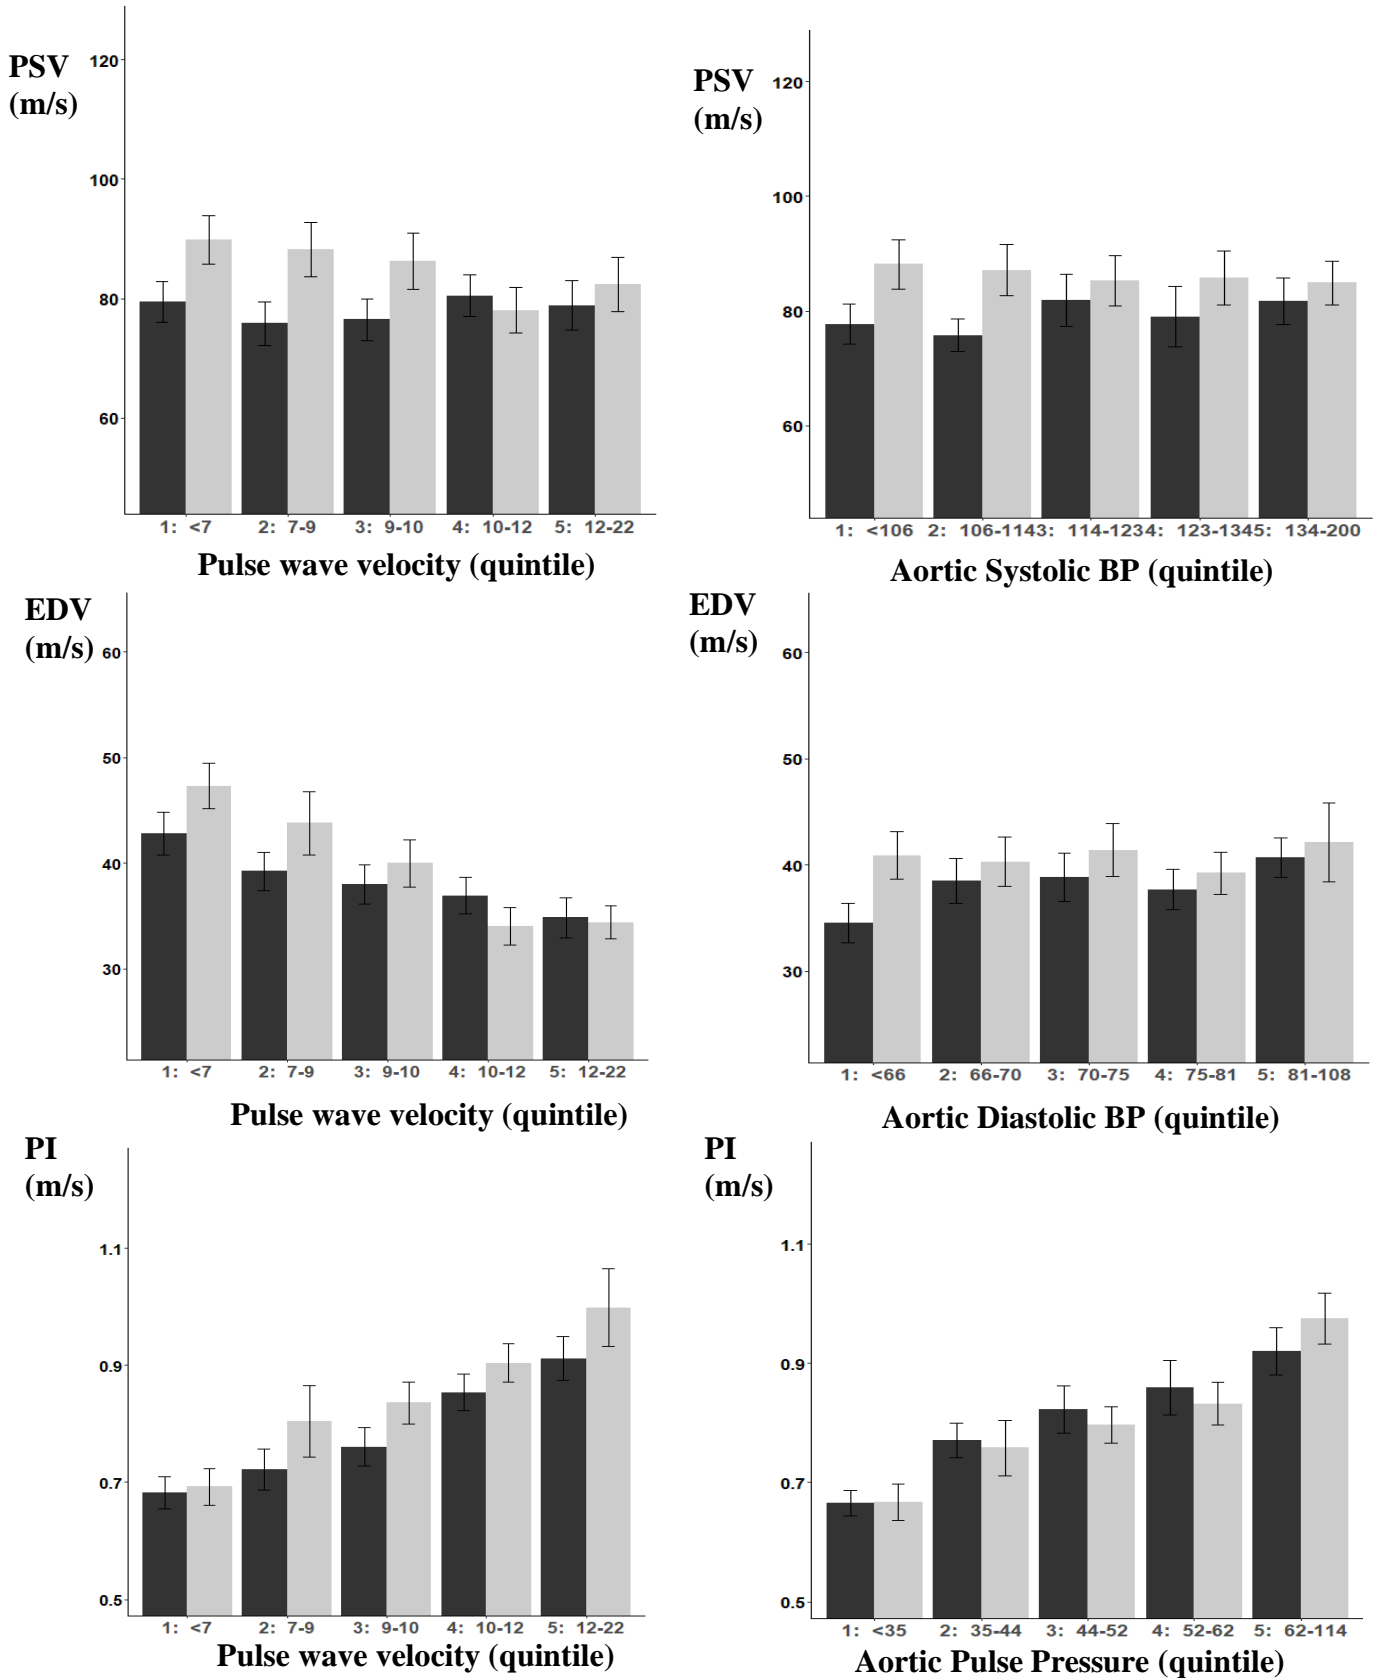 PSV
(m/s)
120
100
80
60
1: <7 2: 7-9 3: 9-10 4: 10-12 5: 12-22
Pulse wave velocity (quintile)
PSV
(m/s)
120
100
80
60
1: <106 2: 106-1143: 114-1234: 123-1345: 134-200
Aortic Systolic BP (quintile)
EDV
(m/s)
60
50
40
30
1: <7 2: 7-9 3: 9-10 4: 10-12 5: 12-22
Pulse wave velocity (quintile)
EDV
(m/s)
60
50
40
30
1: <66 2: 66-70 3: 70-75 4: 75-81 5: 81-108
Aortic Diastolic BP (quintile)
PI
(m/s)
1.1
0.9
0.7
0.5
1: <7 2: 7-9 3: 9-10 4: 10-12 5: 12-22
Pulse wave velocity (quintile)
PI
(m/s)
1.1
0.9
0.7
0.5
1: <35 2: 35-44 3: 44-52 4: 52-62 5: 62-114
Aortic Pulse Pressure (quintile)